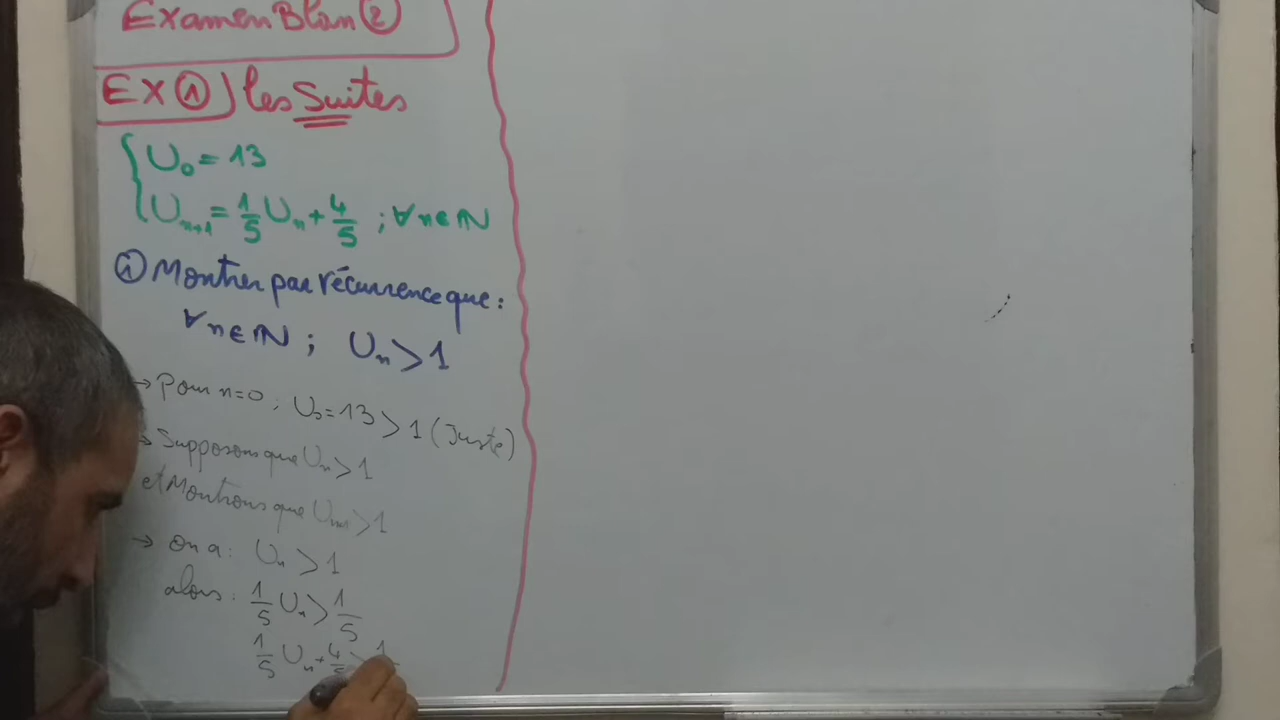 Examen Blan ②
Ex ① les Suites
U₀ = 13
Uₙ₊₁ = 1/5 Uₙ + 4/5 ; ∀n∈ℕ
① Montrer par récurrence que :
∀n∈ℕ ; Uₙ > 1
→ Pour n=0 ; U₀ = 13 > 1 (Juste)
→ Supposons que Uₙ > 1
et Montrons que Uₙ₊₁ > 1
→ on a : Uₙ > 1
alors : 1/5 Uₙ > 1/5
1/5 Uₙ + 4/5 > 1